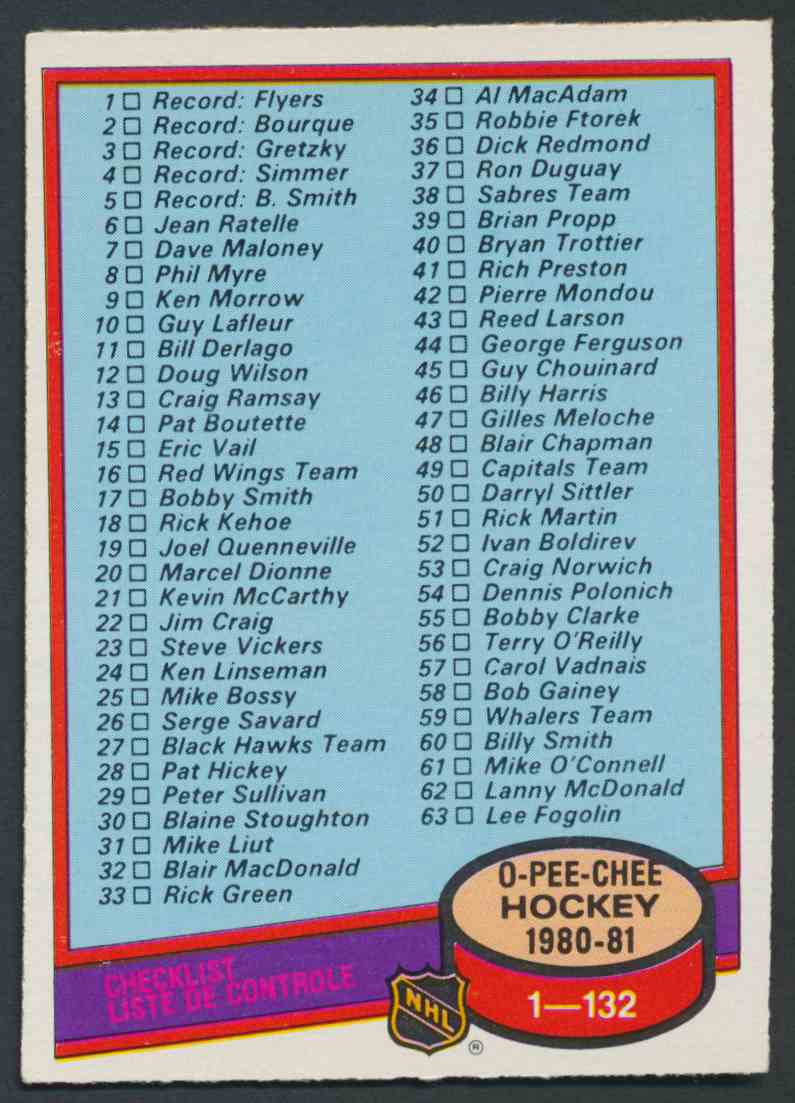 1 □ Record: Flyers
2 □ Record: Bourque
3 □ Record: Gretzky
4 □ Record: Simmer
5 □ Record: B. Smith
6 □ Jean Ratelle
7 □ Dave Maloney
8 □ Phil Myre
9 □ Ken Morrow
10 □ Guy Lafleur
11 □ Bill Derlago
12 □ Doug Wilson
13 □ Craig Ramsay
14 □ Pat Boutette
15 □ Eric Vail
16 □ Red Wings Team
17 □ Bobby Smith
18 □ Rick Kehoe
19 □ Joel Quenneville
20 □ Marcel Dionne
21 □ Kevin McCarthy
22 □ Jim Craig
23 □ Steve Vickers
24 □ Ken Linseman
25 □ Mike Bossy
26 □ Serge Savard
27 □ Black Hawks Team
28 □ Pat Hickey
29 □ Peter Sullivan
30 □ Blaine Stoughton
31 □ Mike Liut
32 □ Blair MacDonald
33 □ Rick Green
34 □ Al MacAdam
35 □ Robbie Ftorek
36 □ Dick Redmond
37 □ Ron Duguay
38 □ Sabres Team
39 □ Brian Propp
40 □ Bryan Trottier
41 □ Rich Preston
42 □ Pierre Mondou
43 □ Reed Larson
44 □ George Ferguson
45 □ Guy Chouinard
46 □ Billy Harris
47 □ Gilles Meloche
48 □ Blair Chapman
49 □ Capitals Team
50 □ Darryl Sittler
51 □ Rick Martin
52 □ Ivan Boldirev
53 □ Craig Norwich
54 □ Dennis Polonich
55 □ Bobby Clarke
56 □ Terry O'Reilly
57 □ Carol Vadnais
58 □ Bob Gainey
59 □ Whalers Team
60 □ Billy Smith
61 □ Mike O'Connell
62 □ Lanny McDonald
63 □ Lee Fogolin
O-PEE-CHEE
HOCKEY
1980-81
1—132
CHECKLIST
LISTE DE CONTROLE
NHL
®